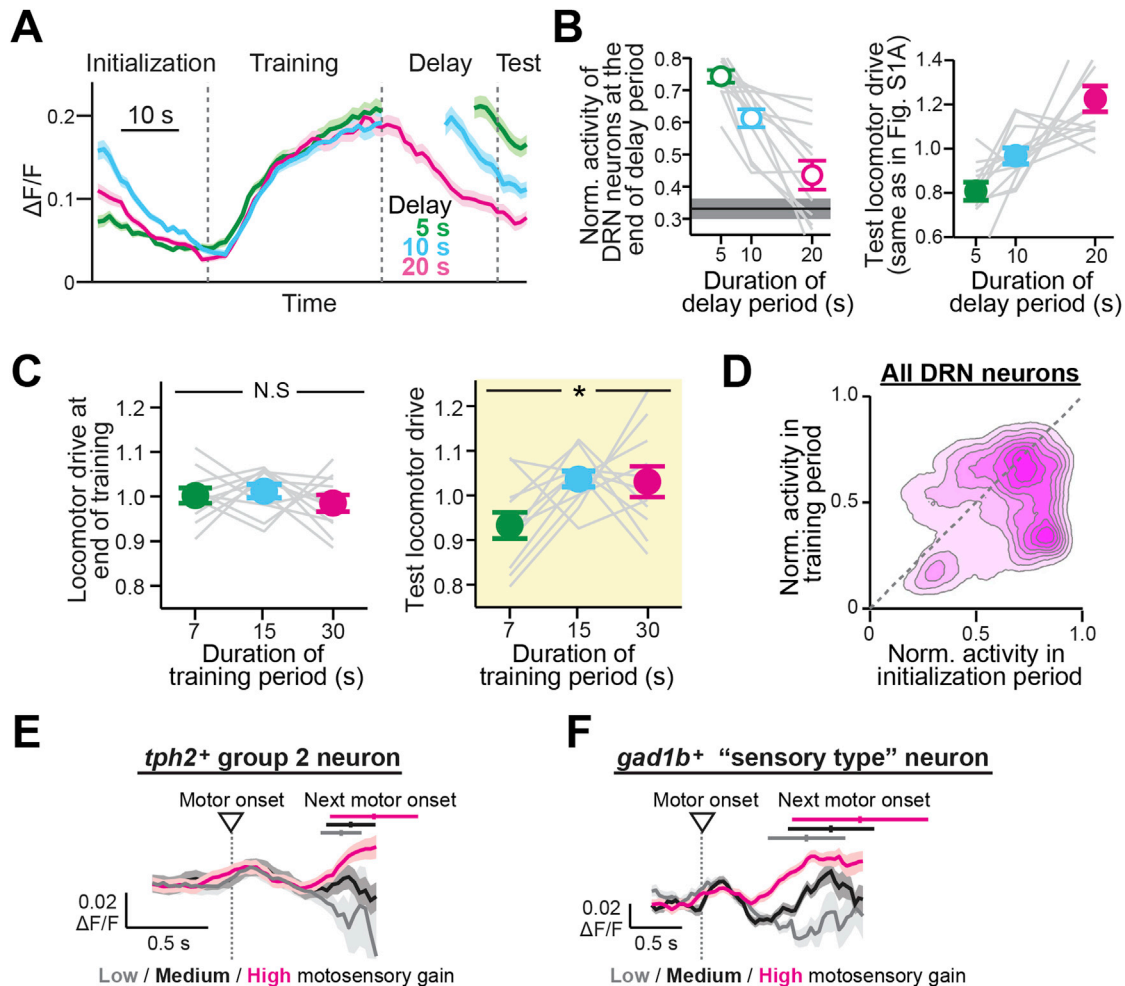 A
Initialization Training Delay Test
10 s
0.2
0.1
0
ΔF/F
Delay
5 s
10 s
20 s
Time
B
Norm. activity of
DRN neurons at the
end of delay period
0.8
0.7
0.6
0.5
0.4
0.3
5 10 20
Duration of
delay period (s)
Test locomotor drive
(same as in Fig. S1A)
1.4
1.2
1.0
0.8
0.6
5 10 20
Duration of
delay period (s)
C
Locomotor drive at
end of training
N.S
1.2
1.1
1.0
0.9
0.8
7 15 30
Duration of
training period (s)
Test locomotor drive
*
1.2
1.1
1.0
0.9
0.8
7 15 30
Duration of
training period (s)
D
All DRN neurons
Norm. activity in
training period
1.0
0.5
0
0 0.5 1.0
Norm. activity in
initialization period
E
tph2+ group 2 neuron
Motor onset Next motor onset
0.02
ΔF/F
0.5 s
Low / Medium / High motosensory gain
F
gad1b+ “sensory type” neuron
Motor onset Next motor onset
0.02
ΔF/F
0.5 s
Low / Medium / High motosensory gain